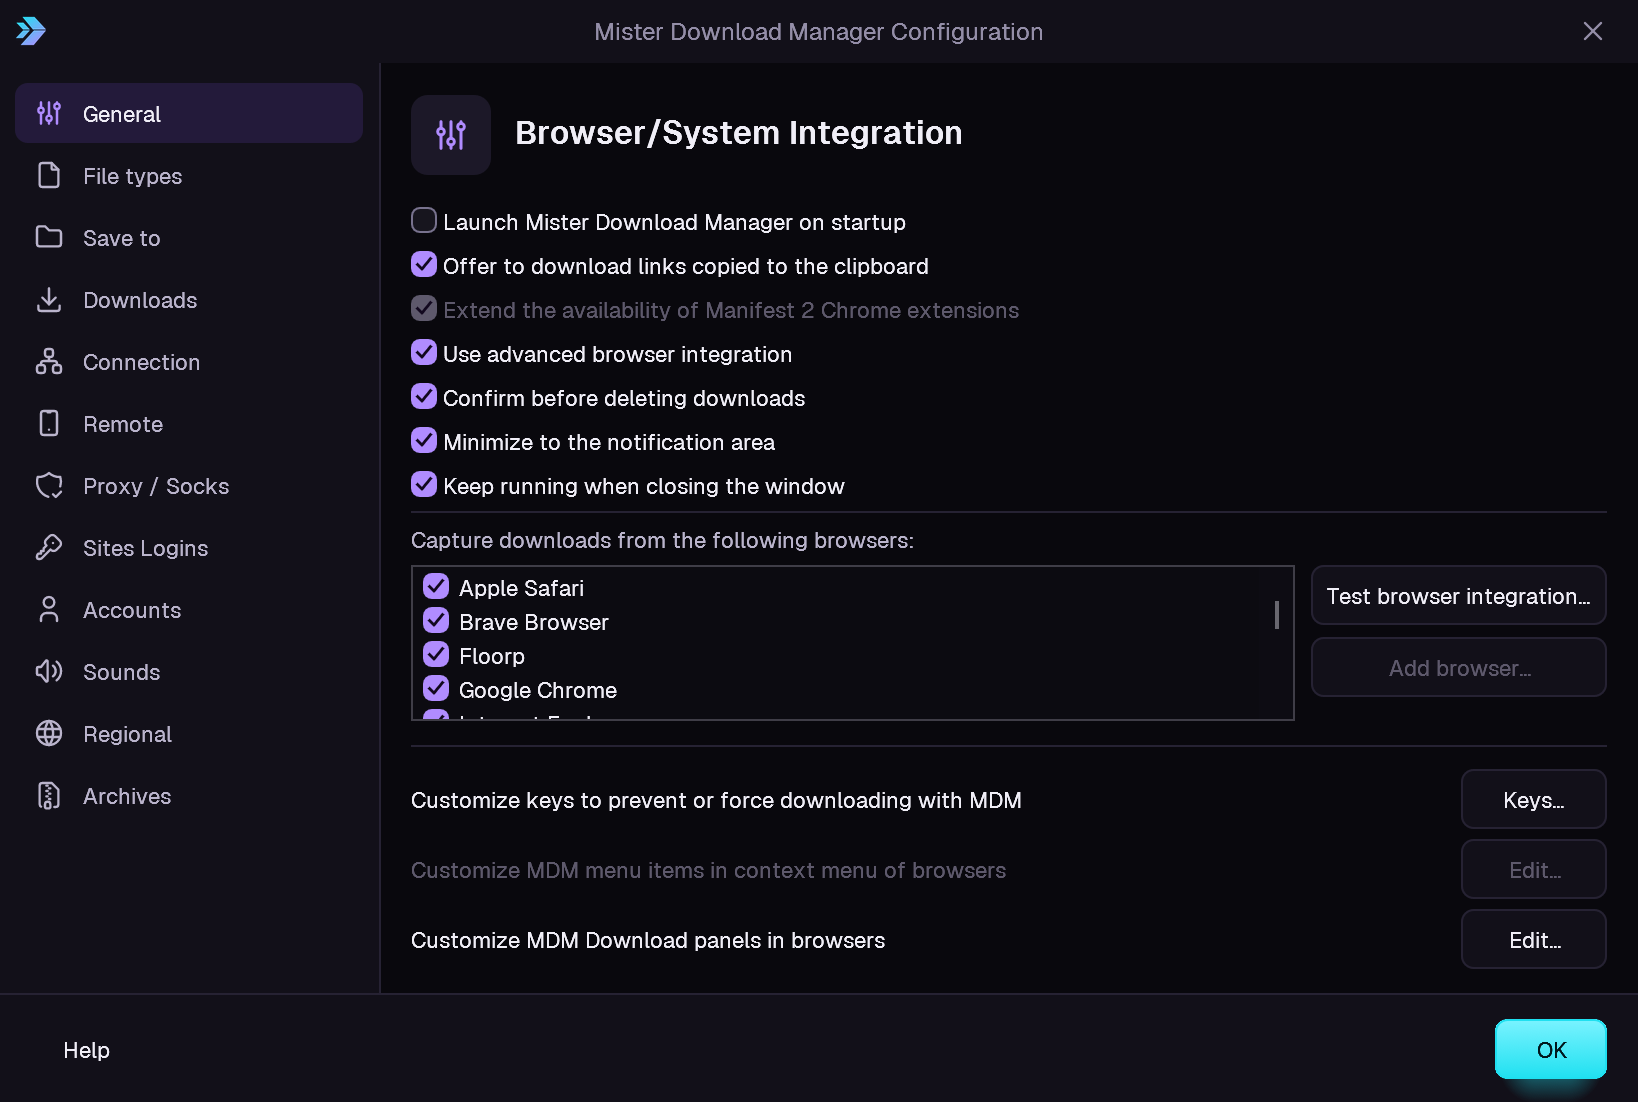 Mister Download Manager Configuration
General
File types
Save to
Downloads
Connection
Remote
Proxy / Socks
Sites Logins
Accounts
Sounds
Regional
Archives
Browser/System Integration
Launch Mister Download Manager on startup
Offer to download links copied to the clipboard
Extend the availability of Manifest 2 Chrome extensions
Use advanced browser integration
Confirm before deleting downloads
Minimize to the notification area
Keep running when closing the window
Capture downloads from the following browsers:
Apple Safari
Brave Browser
Floorp
Google Chrome
Test browser integration...
Add browser...
Customize keys to prevent or force downloading with MDM
Keys...
Customize MDM menu items in context menu of browsers
Edit...
Customize MDM Download panels in browsers
Edit...
Help
OK